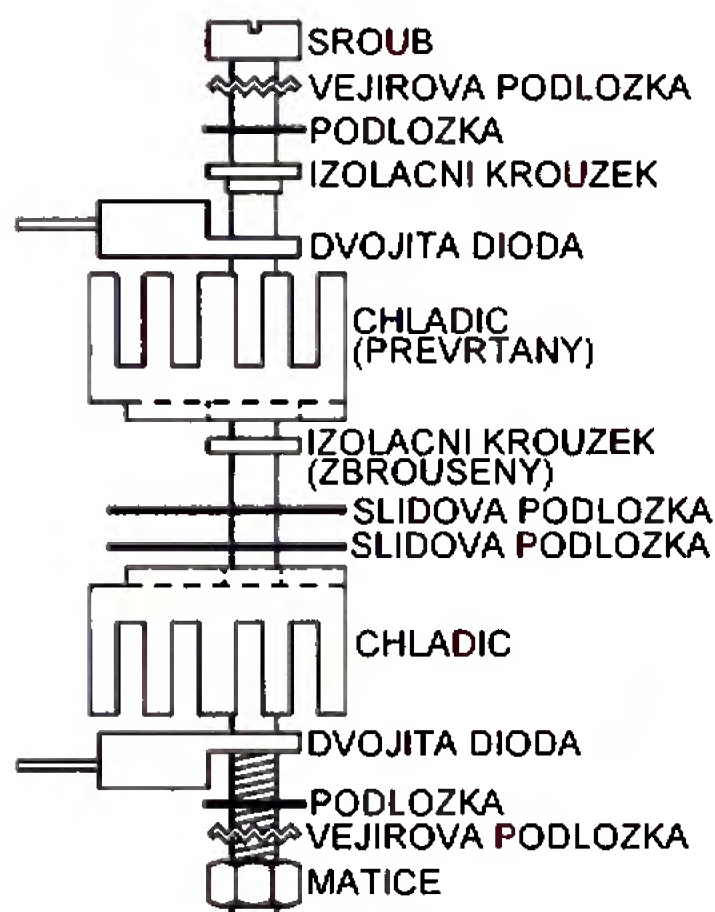 SROUB
VEJIROVA PODLOZKA
PODLOZKA
IZOLACNI KROUZEK
DVOJITA DIODA
CHLADIC
(PREVRTANY)
IZOLACNI KROUZEK
(ZBROUSENY)
SLIDOVA PODLOZKA
SLIDOVA PODLOZKA
CHLADIC
DVOJITA DIODA
PODLOZKA
VEJIROVA PODLOZKA
MATICE